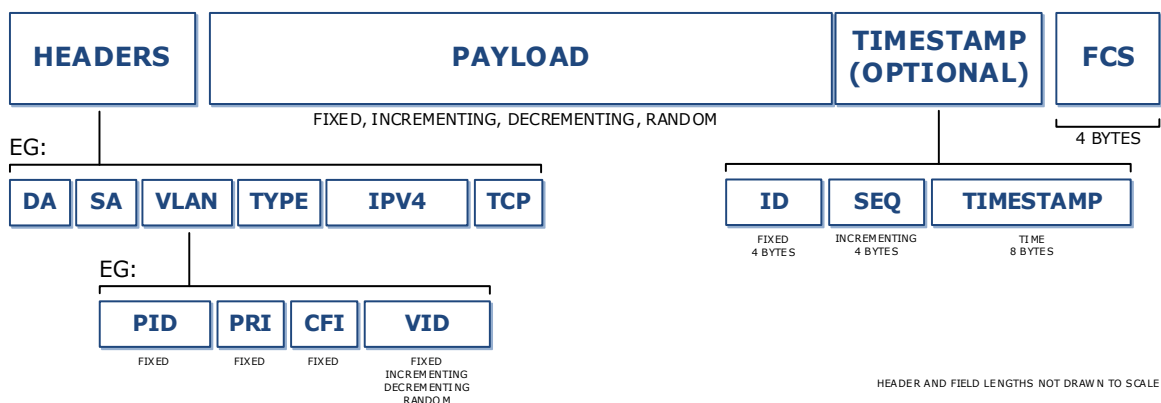 HEADERS
PAYLOAD
TIMESTAMP
(OPTIONAL)
FCS
FIXED, INCREMENTING, DECREMENTING, RANDOM
4 BYTES
EG:
DA
SA
VLAN
TYPE
IPV4
TCP
ID
SEQ
TIMESTAMP
FIXED
4 BYTES
INCREMENTING
4 BYTES
TIME
8 BYTES
EG:
PID
PRI
CFI
VID
FIXED
FIXED
FIXED
FIXED
INCREMENTING
DECREMENTING
RANDOM
HEADER AND FIELD LENGTHS NOT DRAWN TO SCALE